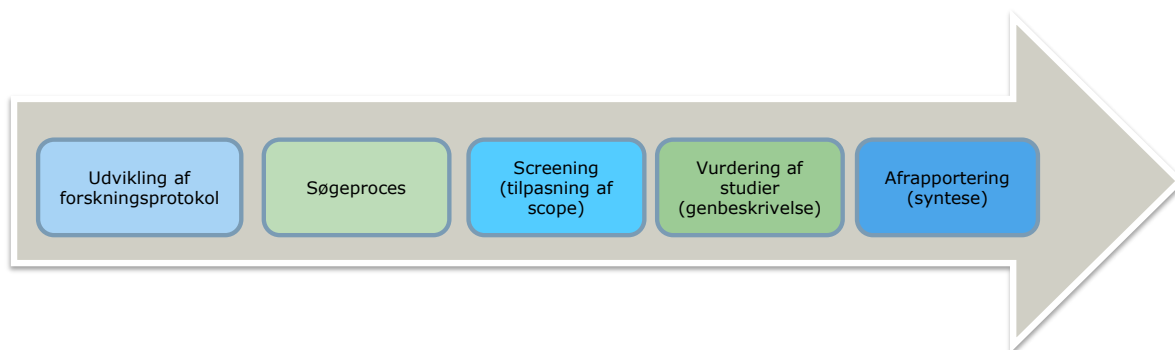 Udvikling af
forskningsprotokol
Søgeproces
Screening
(tilpasning af
scope)
Vurdering af
studier
(genbeskrivelse)
Afrapportering
(syntese)